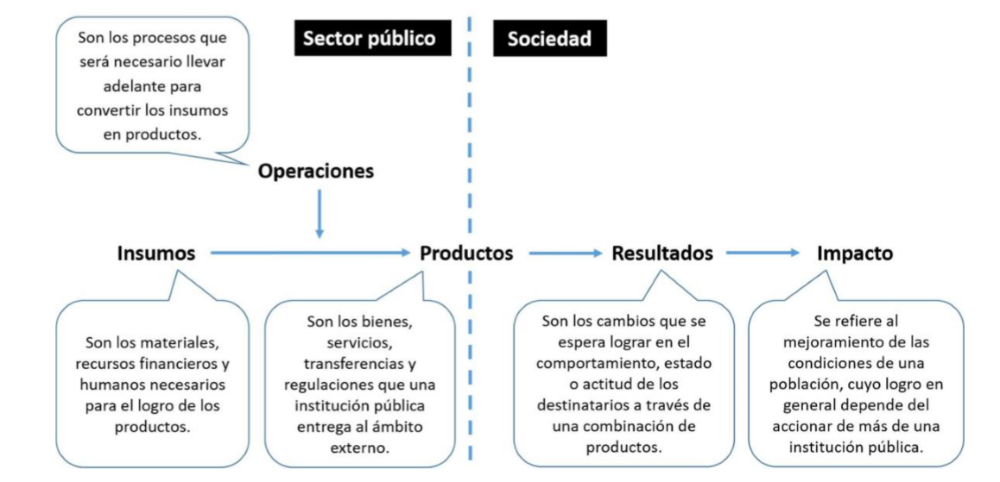 Son los procesos que
será necesario llevar
adelante para
convertir los insumos
en productos.
Sector público
Sociedad
Operaciones
Insumos
Productos
Resultados
Impacto
Son los materiales,
recursos financieros y
humanos necesarios
para el logro de los
productos.
Son los bienes,
servicios,
transferencias y
regulaciones que una
institución pública
entrega al ámbito
externo.
Son los cambios que se
espera lograr en el
comportamiento, estado
o actitud de los
destinatarios a través de
una combinación de
productos.
Se refiere al
mejoramiento de las
condiciones de una
población, cuyo logro en
general depende del
accionar de más de una
institución pública.